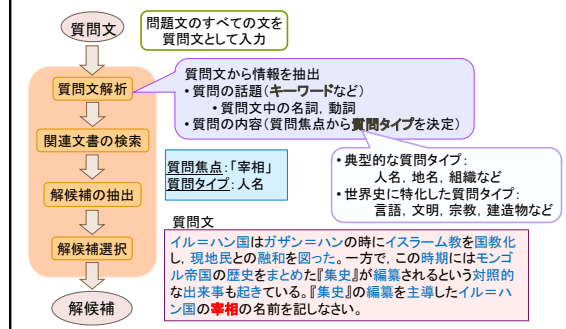 質問文
問題文のすべての文を
質問文として入力
質問文解析
関連文書の検索
解候補の抽出
解候補選択
解候補
質問文から情報を抽出
・質問の話題(キーワードなど)
・質問文中の名詞, 動詞
・質問の内容(質問焦点から質問タイプを決定)
・典型的な質問タイプ:
人名, 地名, 組織など
・世界史に特化した質問タイプ:
言語, 文明, 宗教, 建造物など
質問焦点:「宰相」
質問タイプ:人名
質問文
イル=ハン国はガザン=ハンの時にイスラーム教を国教化
し, 現地民との融和を図った。一方で, この時期にはモンゴ
ル帝国の歴史をまとめた『集史』が編纂されるという対照的
な出来事も起きている。『集史』の編纂を主導したイル=ハ
ン国の宰相の名前を記しなさい。